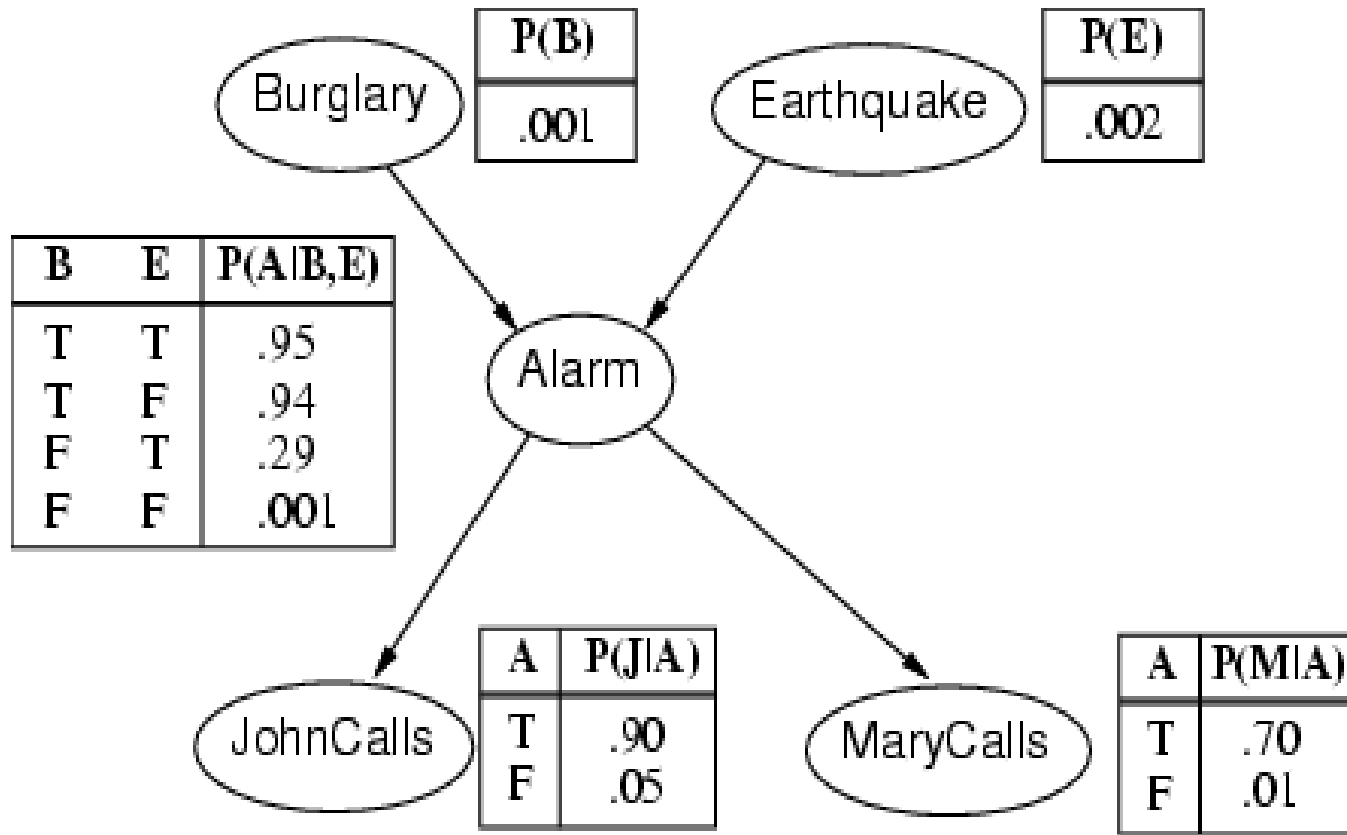 Burglary
P(B)
.001
Earthquake
P(E)
.002
B E P(A|B,E)
T T .95
T F .94
F T .29
F F .001
Alarm
JohnCalls
A P(J|A)
T .90
F .05
MaryCalls
A P(M|A)
T .70
F .01